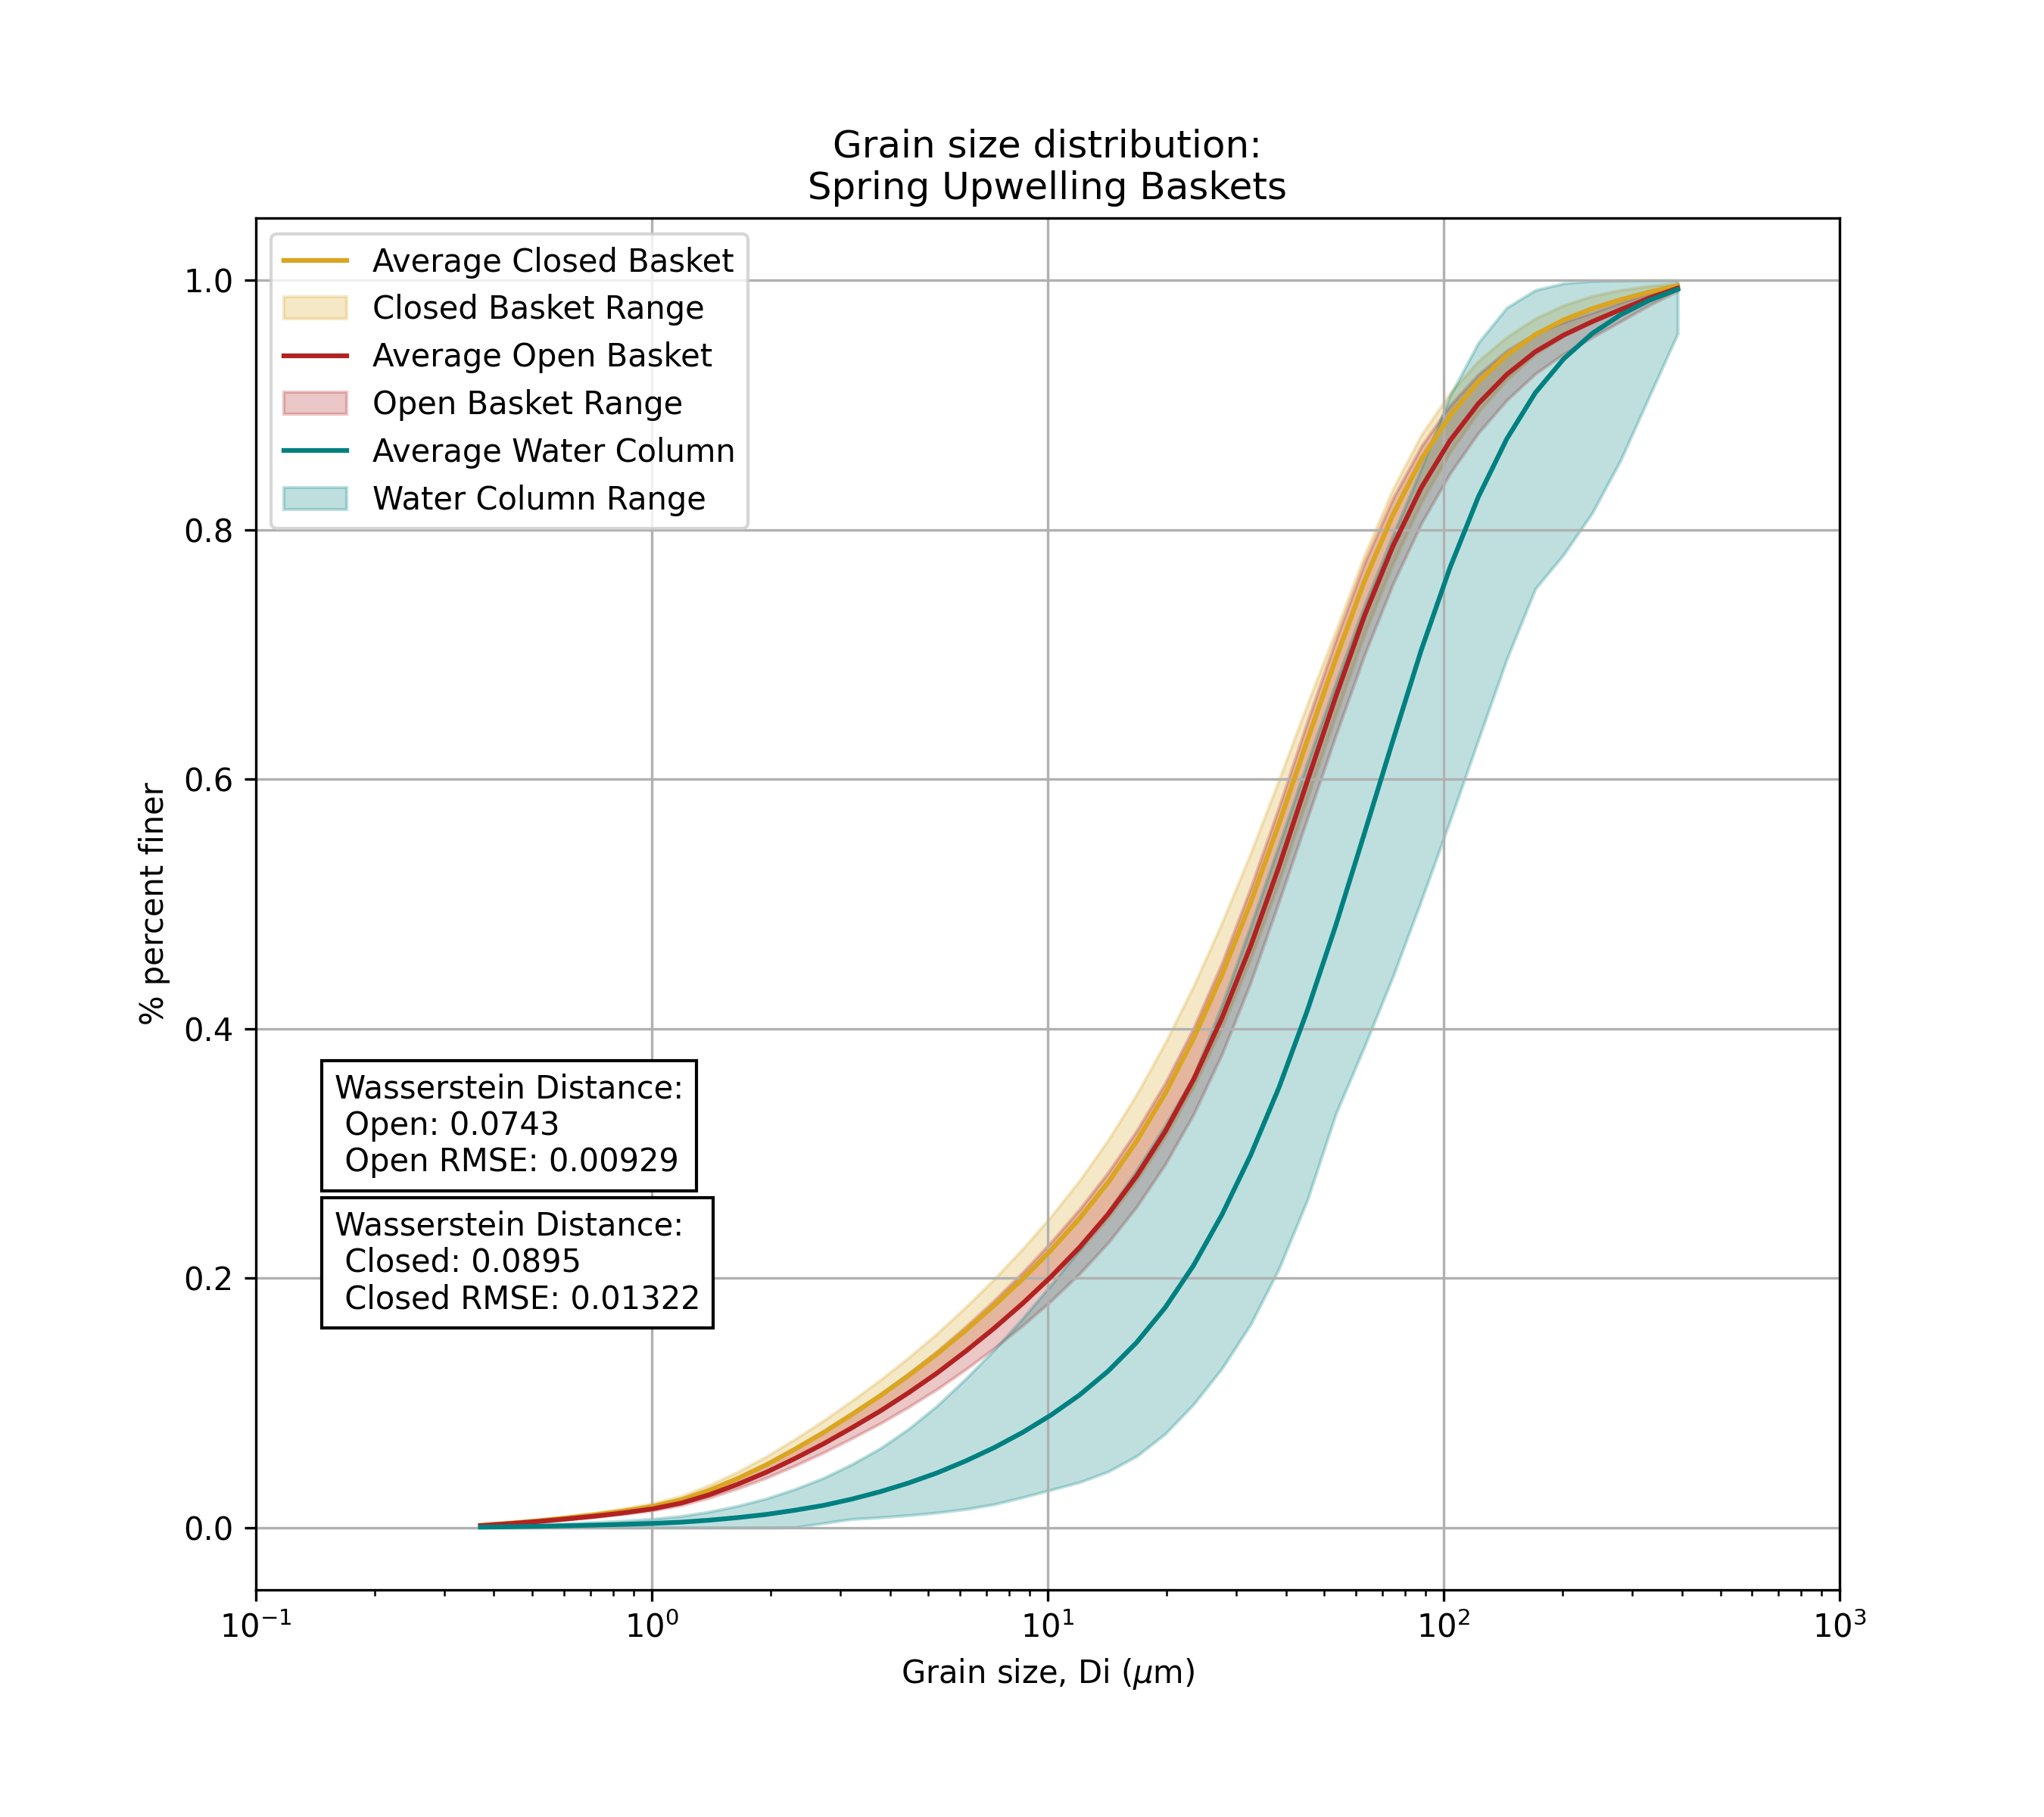 Grain size distribution:
Spring Upwelling Baskets
Average Closed Basket
Closed Basket Range
Average Open Basket
Open Basket Range
Average Water Column
Water Column Range
1.0
0.8
0.6
0.4
0.2
0.0
% percent finer
Wasserstein Distance:
Open: 0.0743
Open RMSE: 0.00929
Wasserstein Distance:
Closed: 0.0895
Closed RMSE: 0.01322
10⁻¹ 10⁰ 10¹ 10² 10³
Grain size, Di (μm)